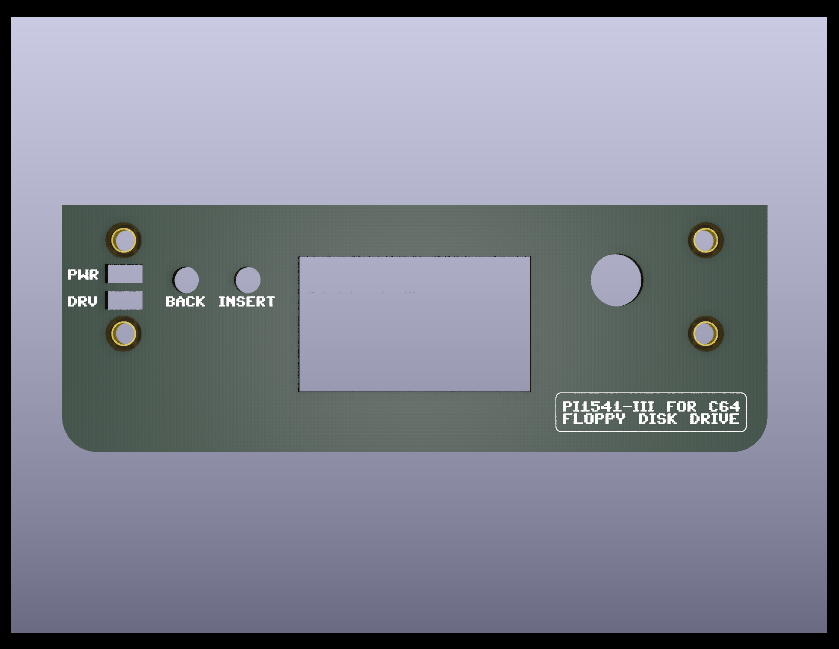 PWR
DRV
BACK
INSERT
PI1541-III FOR C64
FLOPPY DISK DRIVE